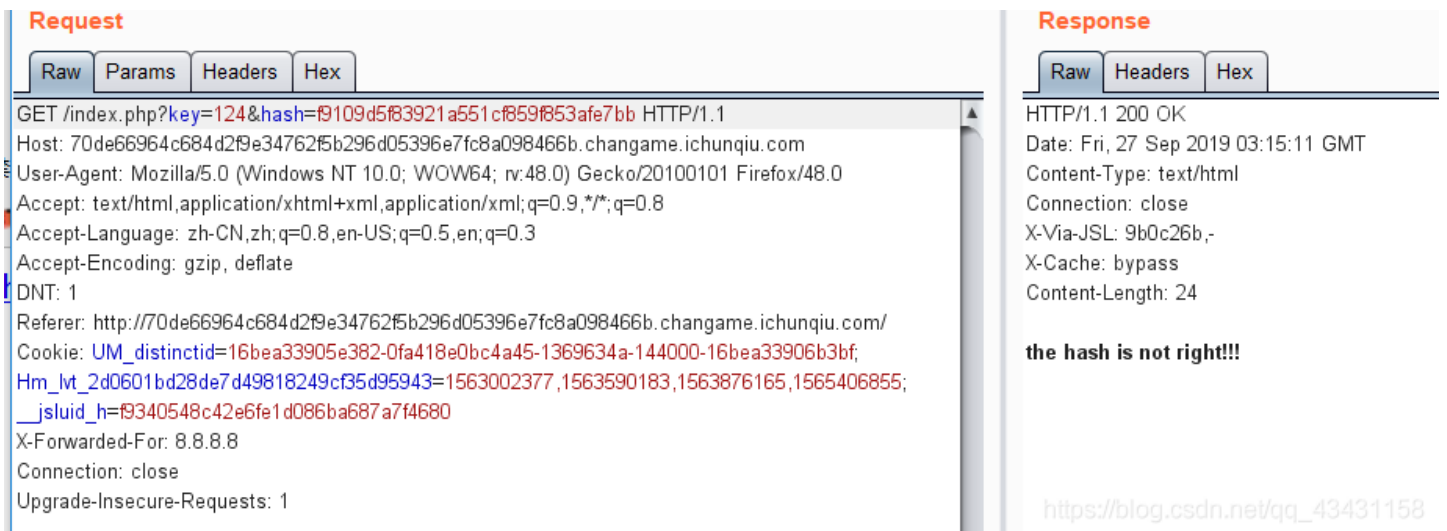 Request
Raw Params Headers Hex
GET /index.php?key=124&hash=f9109d5f83921a551cf859f853afe7bb HTTP/1.1
Host: 70de66964c684d2f9e34762f5b296d05396e7fc8a098466b.changame.ichunqiu.com
User-Agent: Mozilla/5.0 (Windows NT 10.0; WOW64; rv:48.0) Gecko/20100101 Firefox/48.0
Accept: text/html,application/xhtml+xml,application/xml;q=0.9,*/*;q=0.8
Accept-Language: zh-CN,zh;q=0.8,en-US;q=0.5,en;q=0.3
Accept-Encoding: gzip, deflate
DNT: 1
Referer: http://70de66964c684d2f9e34762f5b296d05396e7fc8a098466b.changame.ichunqiu.com/
Cookie: UM_distinctid=16bea33905e382-0fa418e0bc4a45-1369634a-144000-16bea33906b3bf;
Hm_lvt_2d0601bd28de7d49818249cf35d95943=1563002377,1563590183,1563876165,1565406855;
__jsluid_h=f9340548c42e6fe1d086ba687a7f4680
X-Forwarded-For: 8.8.8.8
Connection: close
Upgrade-Insecure-Requests: 1
Response
Raw Headers Hex
HTTP/1.1 200 OK
Date: Fri, 27 Sep 2019 03:15:11 GMT
Content-Type: text/html
Connection: close
X-Via-JSL: 9b0c26b,-
X-Cache: bypass
Content-Length: 24
the hash is not right!!!
https://blog.csdn.net/qq_43431158